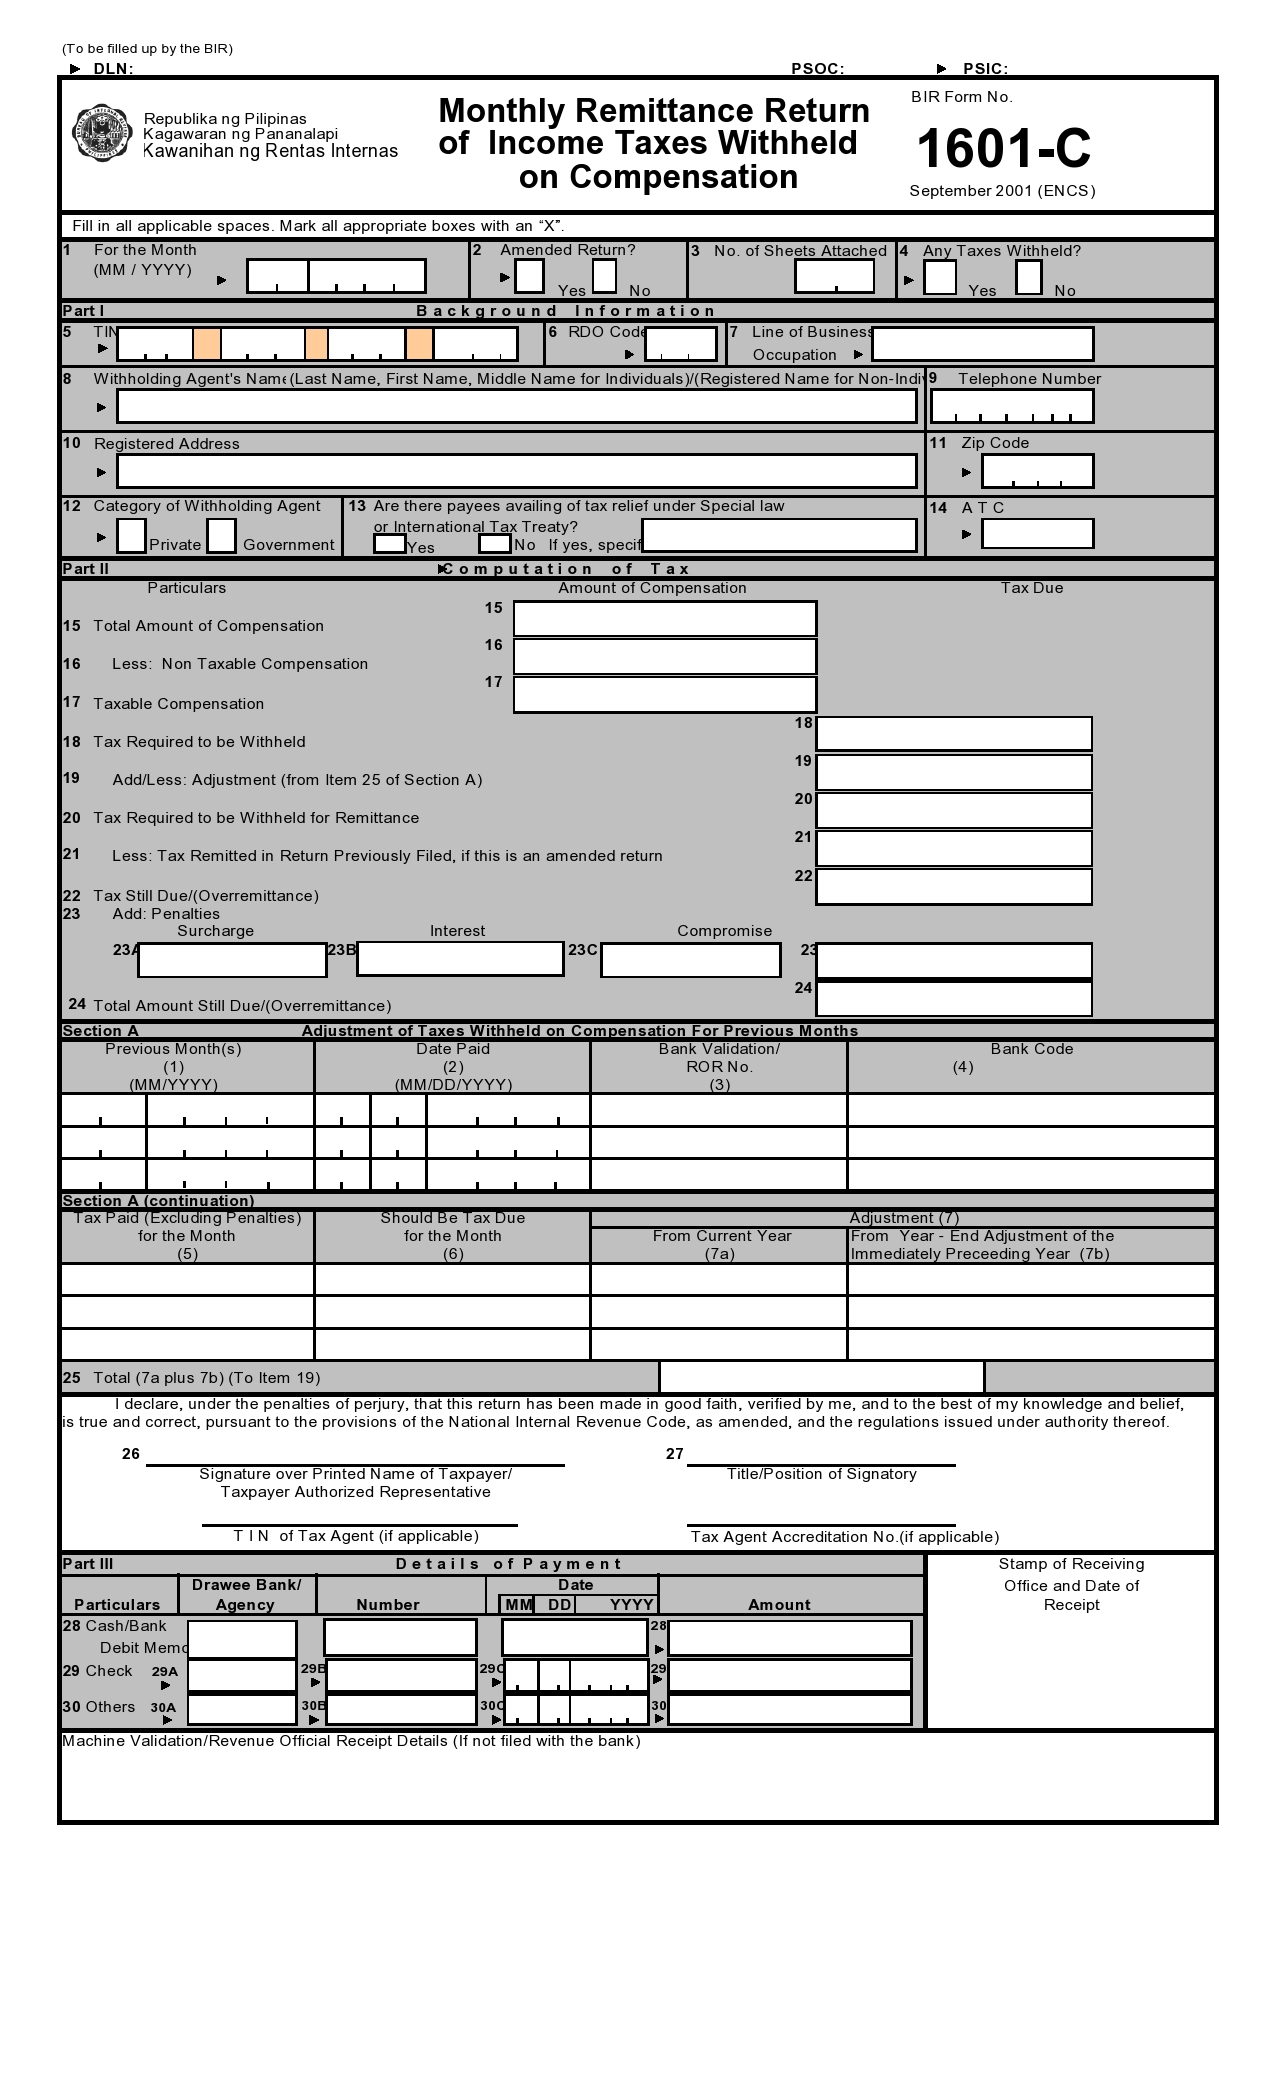 (To be filled up by the BIR)
DLN: PSOC: PSIC:
Republika ng Pilipinas
Kagawaran ng Pananalapi
Kawanihan ng Rentas Internas
Monthly Remittance Return
of Income Taxes Withheld
on Compensation
BIR Form No.
1601-C
September 2001 (ENCS)
Fill in all applicable spaces. Mark all appropriate boxes with an “X”.
1 For the Month
(MM / YYYY)
2 Amended Return?
Yes No
3 No. of Sheets Attached
4 Any Taxes Withheld?
Yes No
Part I Background Information
5 TIN
6 RDO Code
7 Line of Business
Occupation
8 Withholding Agent's Name (Last Name, First Name, Middle Name for Individuals)/(Registered Name for Non-Indiv
9 Telephone Number
10 Registered Address
11 Zip Code
12 Category of Withholding Agent
Private Government
13 Are there payees availing of tax relief under Special law
or International Tax Treaty?
Yes No If yes, specif
14 A T C
Part II Computation of Tax
Particulars Amount of Compensation Tax Due
15 Total Amount of Compensation 15
16 Less: Non Taxable Compensation 16
17 Taxable Compensation 17
18 Tax Required to be Withheld 18
19 Add/Less: Adjustment (from Item 25 of Section A) 19
20 Tax Required to be Withheld for Remittance 20
21 Less: Tax Remitted in Return Previously Filed, if this is an amended return 21
22 Tax Still Due/(Overremittance) 22
23 Add: Penalties
Surcharge Interest Compromise
23A 23B 23C 23
24 Total Amount Still Due/(Overremittance) 24
Section A Adjustment of Taxes Withheld on Compensation For Previous Months
Previous Month(s) Date Paid Bank Validation/ Bank Code
(1) (2) ROR No. (4)
(MM/YYYY) (MM/DD/YYYY) (3)
Section A (continuation)
Tax Paid (Excluding Penalties) Should Be Tax Due Adjustment (7)
for the Month for the Month From Current Year From Year - End Adjustment of the
(5) (6) (7a) Immediately Preceeding Year (7b)
25 Total (7a plus 7b) (To Item 19)
I declare, under the penalties of perjury, that this return has been made in good faith, verified by me, and to the best of my knowledge and belief,
is true and correct, pursuant to the provisions of the National Internal Revenue Code, as amended, and the regulations issued under authority thereof.
26 27
Signature over Printed Name of Taxpayer/ Title/Position of Signatory
Taxpayer Authorized Representative
T I N of Tax Agent (if applicable) Tax Agent Accreditation No.(if applicable)
Part III Details of Payment
Drawee Bank/ Date
Particulars Agency Number MM DD YYYY Amount
28 Cash/Bank 28
Debit Memo
29 Check 29A 29B 29C 29
30 Others 30A 30B 30C 30
Stamp of Receiving
Office and Date of
Receipt
Machine Validation/Revenue Official Receipt Details (If not filed with the bank)